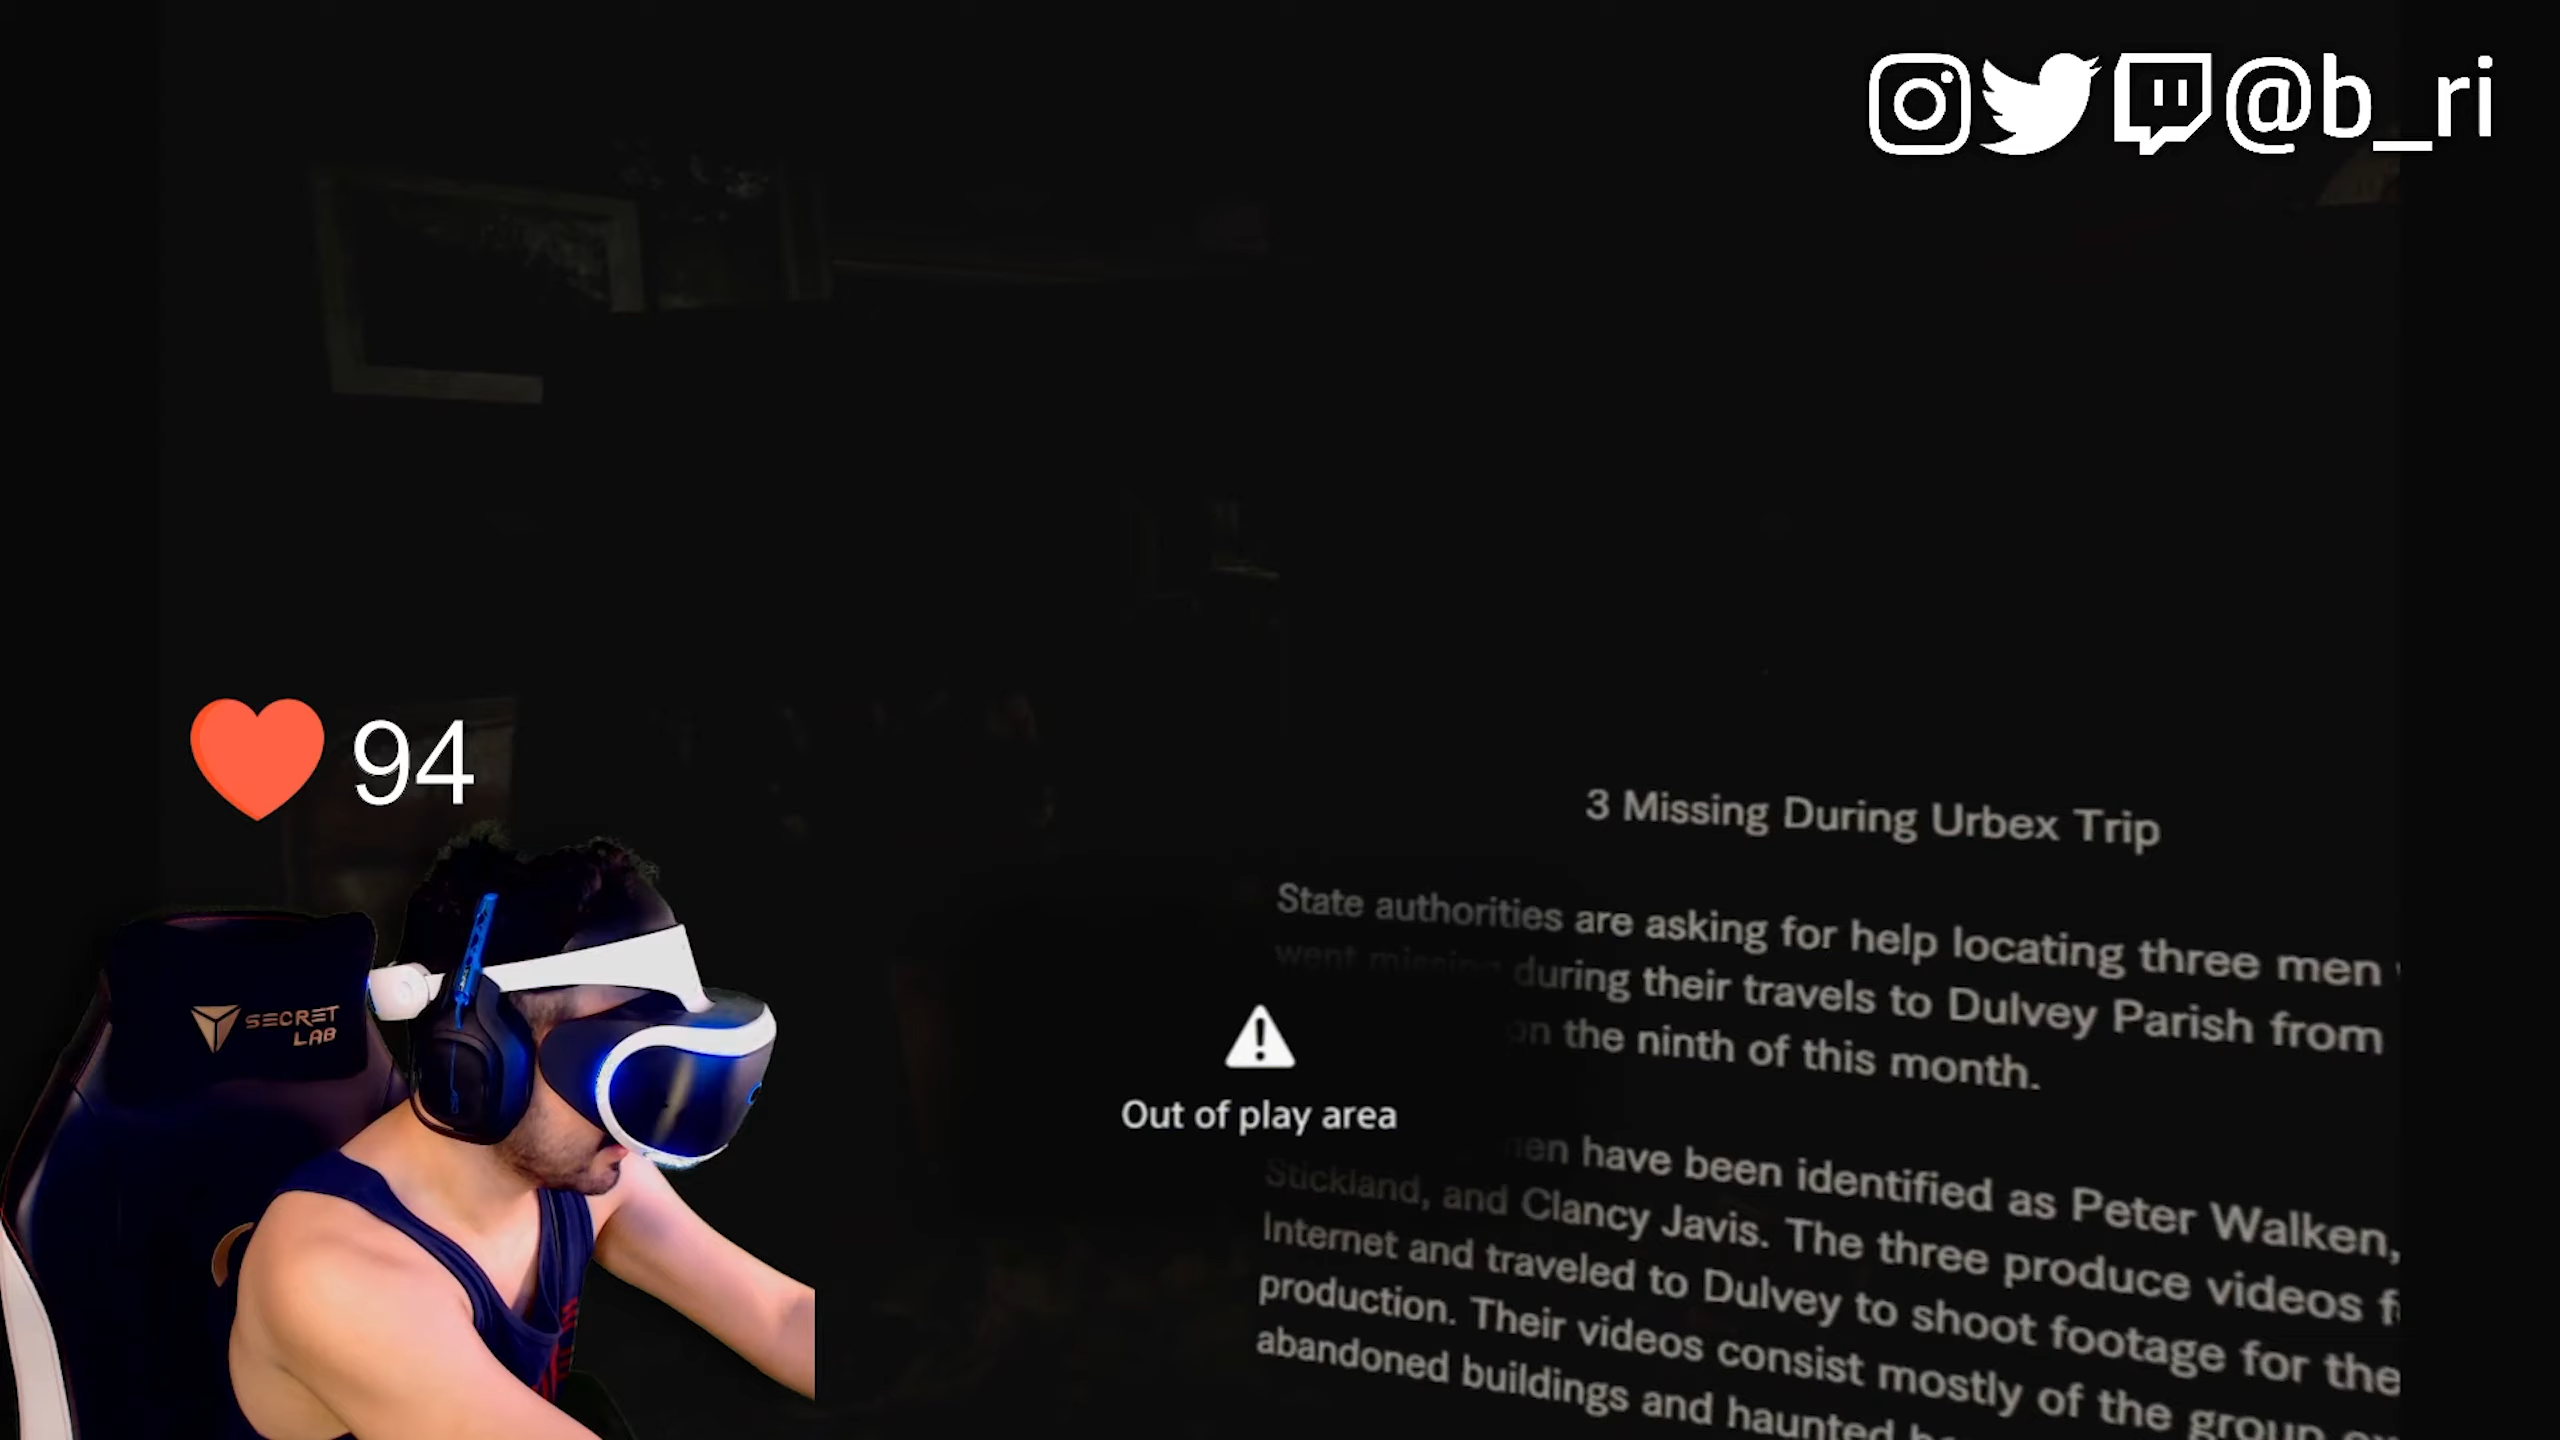 @b_ri
94
SECRET
LAB
3 Missing During Urbex Trip
State authorities are asking for help locating three men
went missing during their travels to Dulvey Parish from
on the ninth of this month.
Out of play area
have been identified as Peter Walken,
Stickland, and Clancy Javis. The three produce videos
Internet and traveled to Dulvey to shoot footage for the
production. Their videos consist mostly of the group
abandoned buildings and haunted